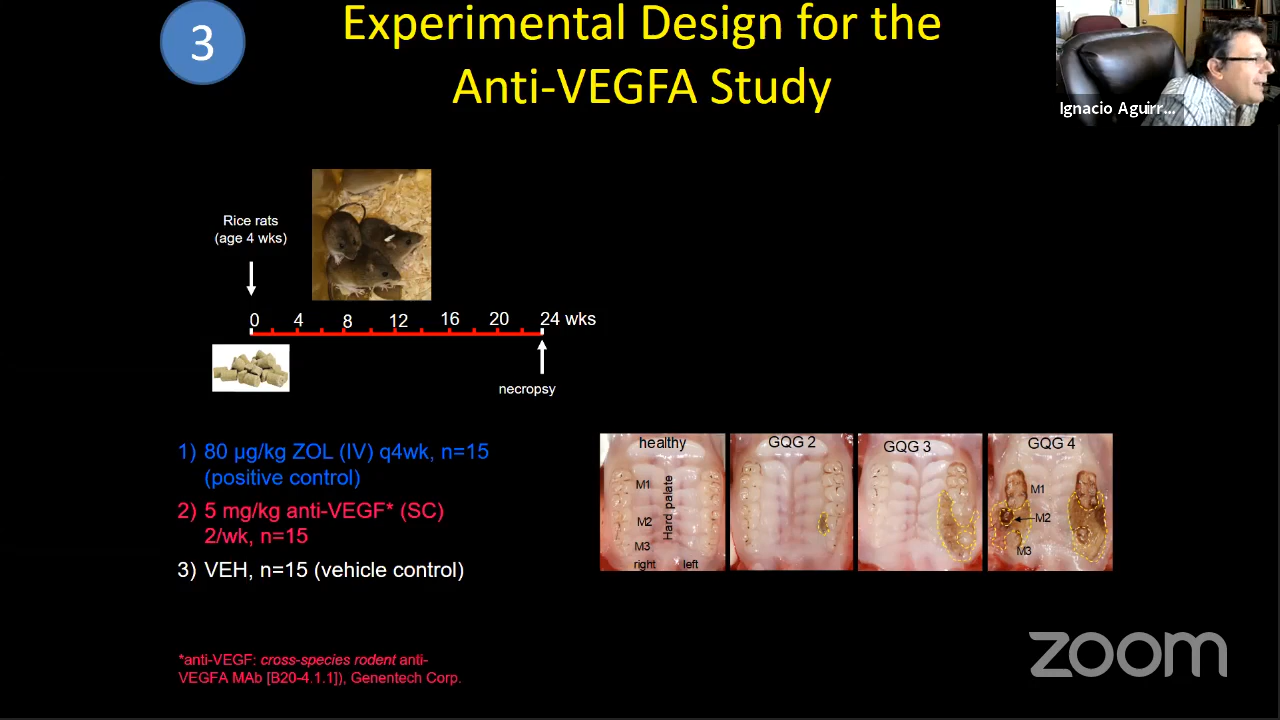 3
Experimental Design for the
Anti-VEGFA Study
Ignacio Aguirr...
Rice rats
(age 4 wks)
0 4 8 12 16 20 24 wks
necropsy
1) 80 µg/kg ZOL (IV) q4wk, n=15
(positive control)
2) 5 mg/kg anti-VEGF* (SC)
2/wk, n=15
3) VEH, n=15 (vehicle control)
healthy
M1
M2
M3
Hard palate
right
left
GQG 2
GQG 3
GQG 4
M1
M2
M3
*anti-VEGF: cross-species rodent anti-
VEGFA MAb [B20-4.1.1]), Genentech Corp.
zoom